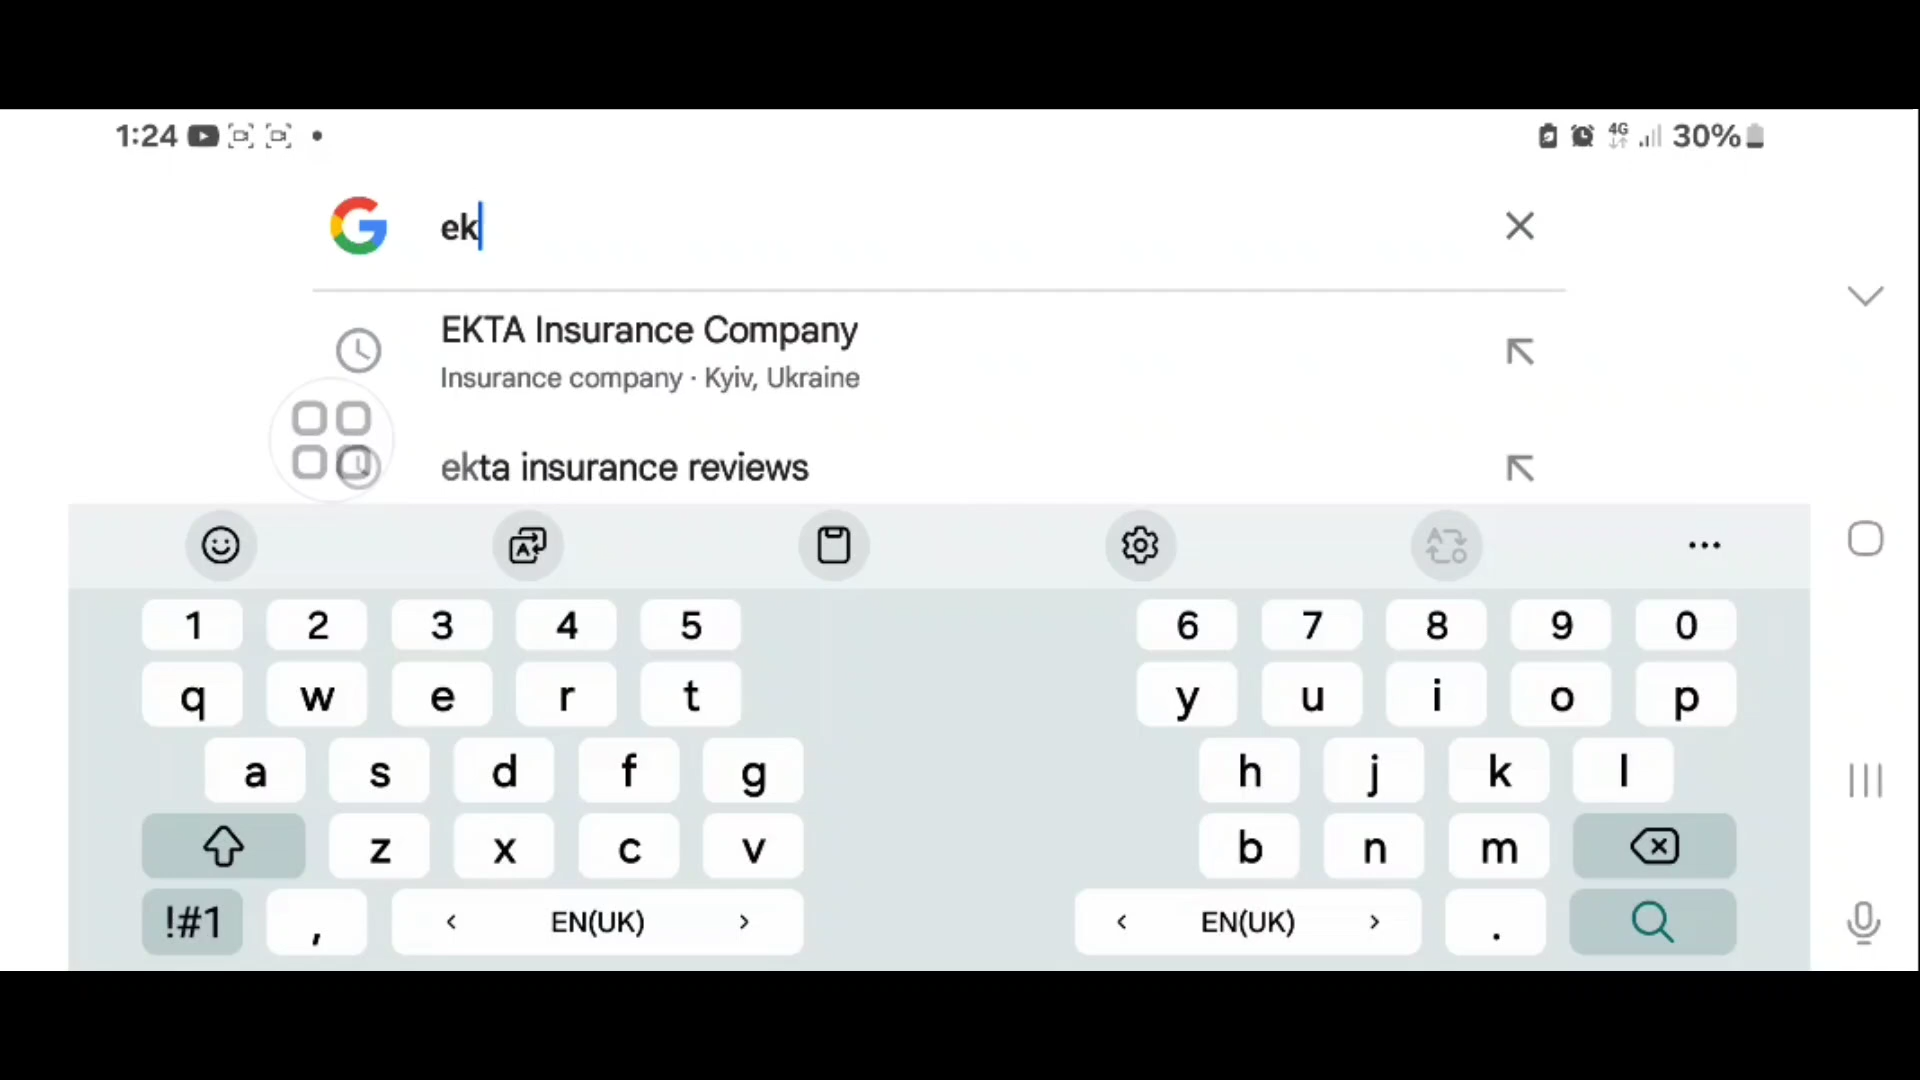 1:24
4G 30%
ek
EKTA Insurance Company
Insurance company · Kyiv, Ukraine
ekta insurance reviews
1 2 3 4 5 6 7 8 9 0
q w e r t y u i o p
a s d f g h j k l
z x c v b n m
!#1 , < EN(UK) > < EN(UK) > .